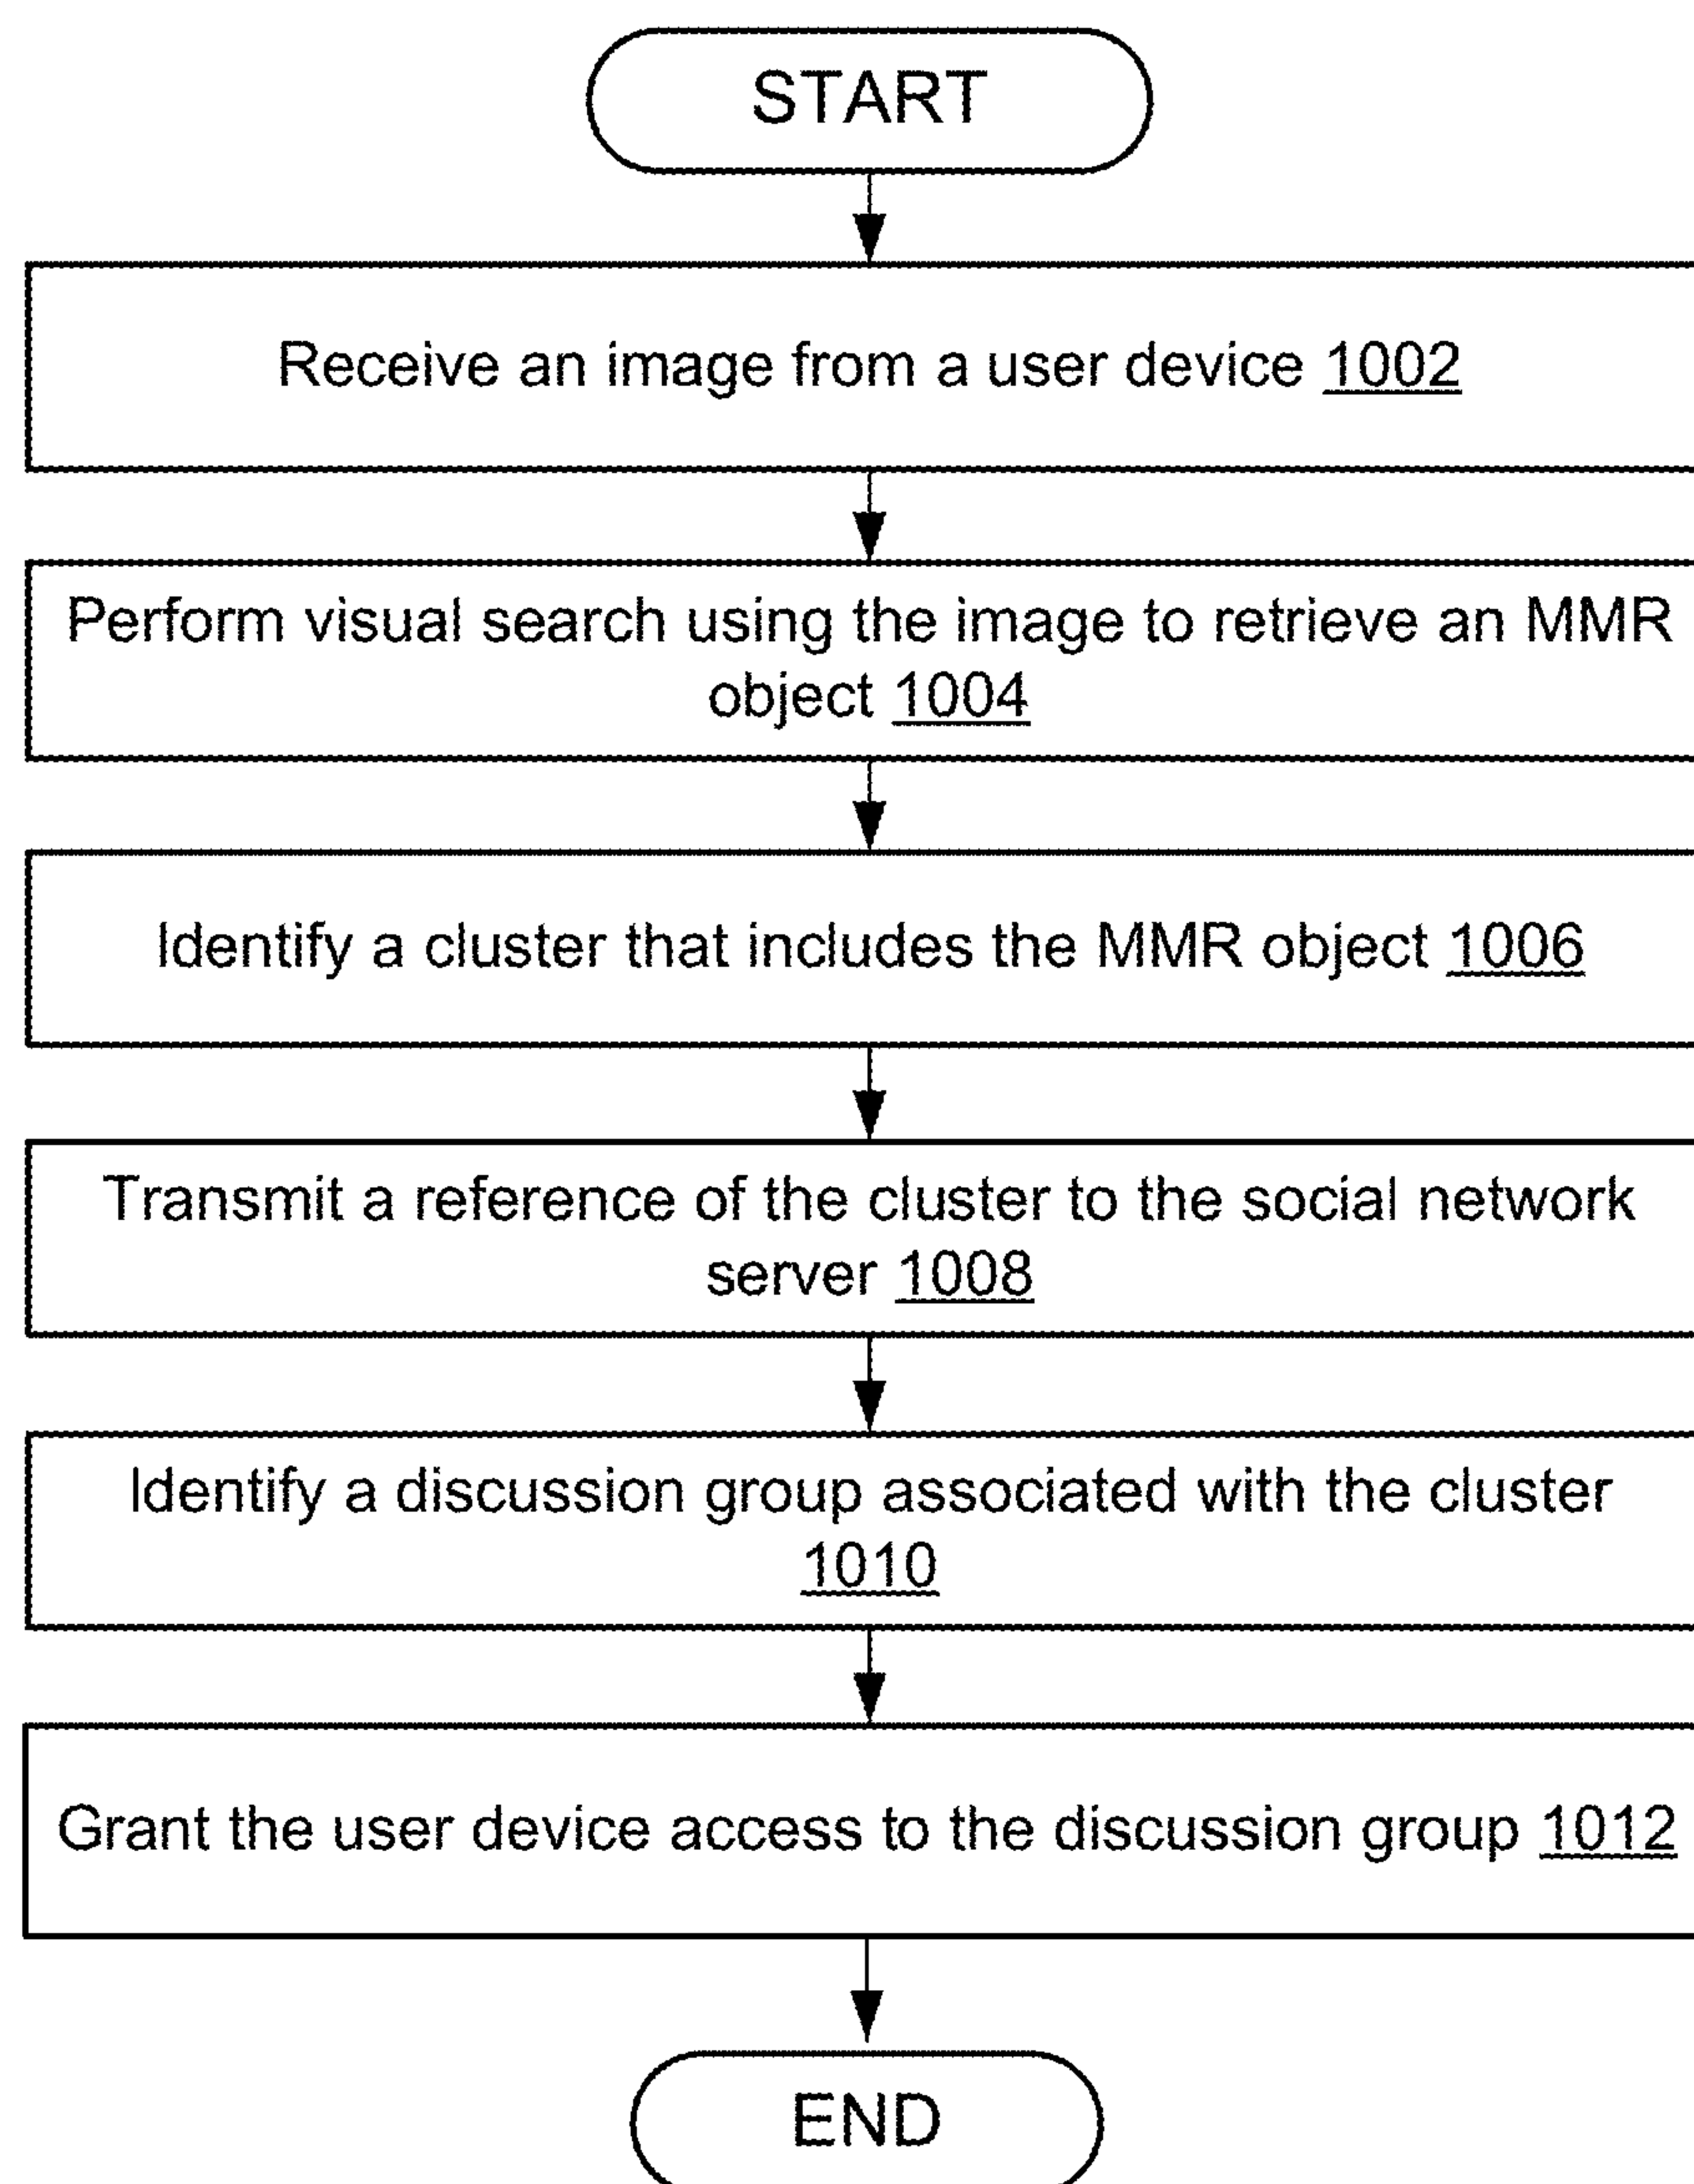 START
Receive an image from a user device 1002
Perform visual search using the image to retrieve an MMR
object 1004
Identify a cluster that includes the MMR object 1006
Transmit a reference of the cluster to the social network
server 1008
Identify a discussion group associated with the cluster
1010
Grant the user device access to the discussion group 1012
END